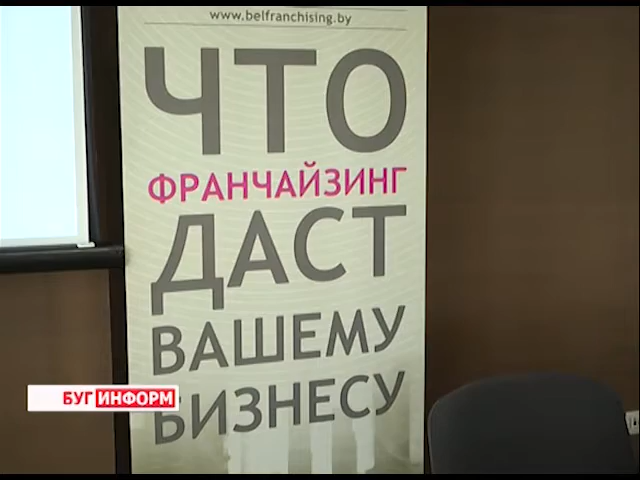 www.belfranchising.by
ЧТО
ФРАНЧАЙЗИНГ
ДАСТ
ВАШЕМУ
БИЗНЕСУ
БУГ ИНФОРМ